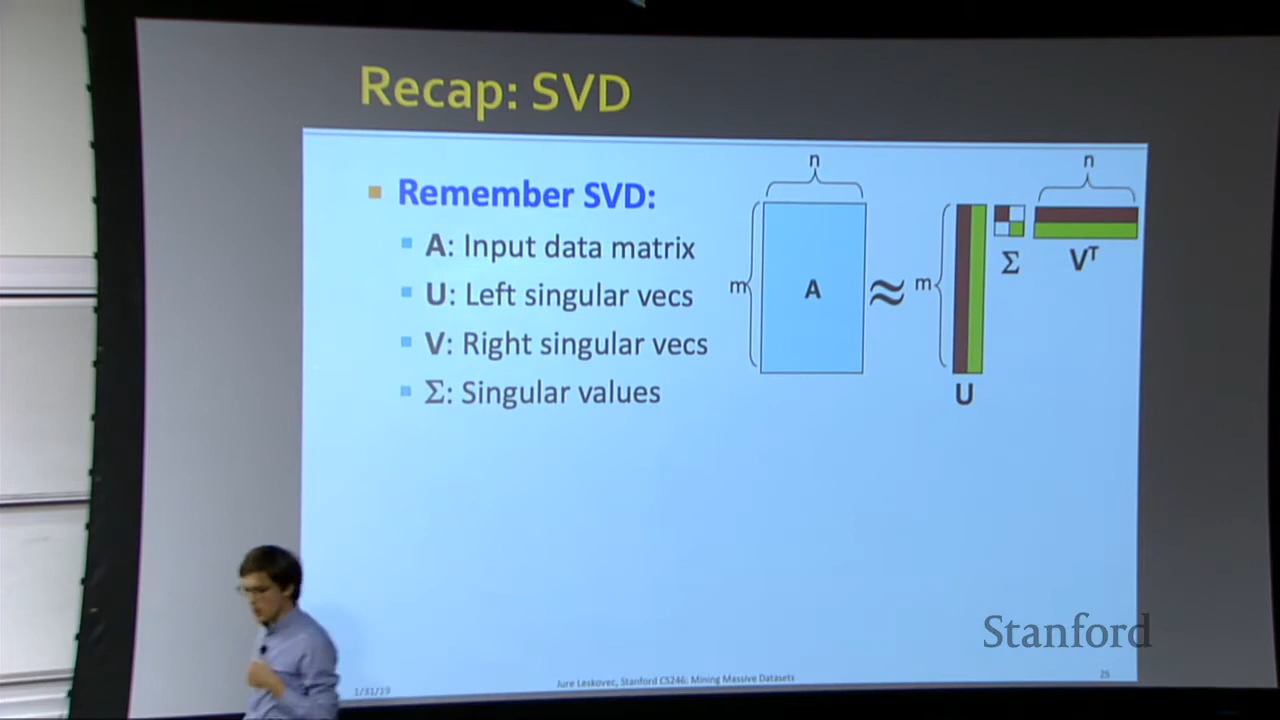 Recap: SVD
Remember SVD:
A: Input data matrix
U: Left singular vecs
V: Right singular vecs
Σ: Singular values
n
m
A
≈
m
U
Σ
n
Vᵀ
Stanford
1/31/19
Jure Leskovec, Stanford CS246: Mining Massive Datasets
25